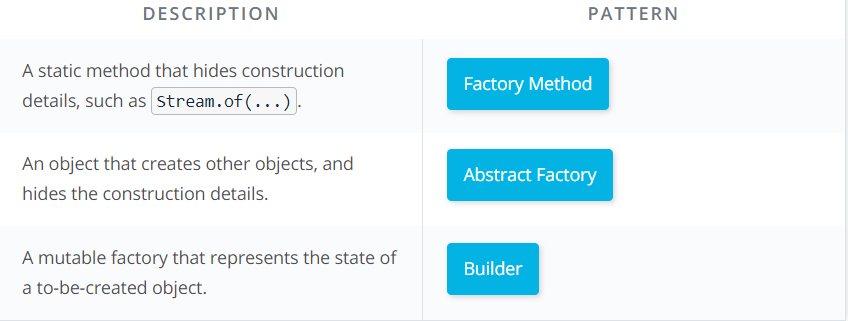 DESCRIPTION PATTERN
A static method that hides construction
details, such as Stream.of(...).
Factory Method
An object that creates other objects, and
hides the construction details.
Abstract Factory
A mutable factory that represents the state of
a to-be-created object.
Builder